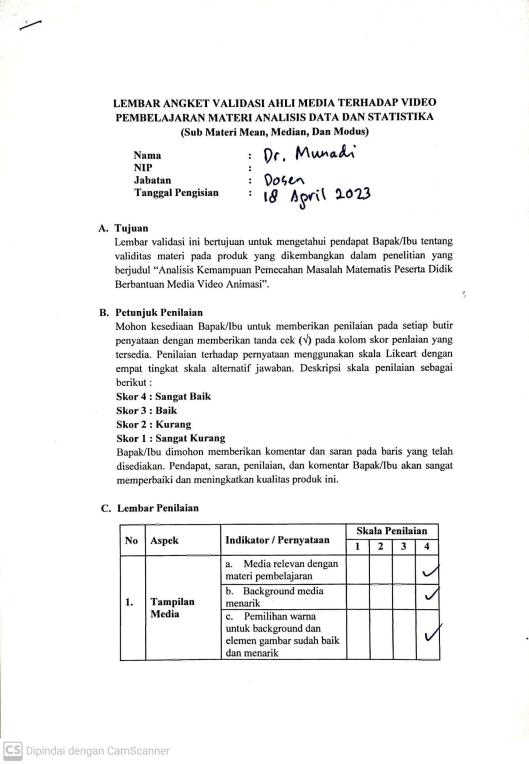 LEMBAR ANGKET VALIDASI AHLI MEDIA TERHADAP VIDEO
PEMBELAJARAN MATERI ANALISIS DATA DAN STATISTIKA
(Sub Materi Mean, Median, Dan Modus)
Nama : Dr. Munadi
NIP :
Jabatan : Dosen
Tanggal Pengisian : 18 April 2023
A. Tujuan
Lembar validasi ini bertujuan untuk mengetahui pendapat Bapak/Ibu tentang
validitas materi pada produk yang dikembangkan dalam penelitian yang
berjudul “Analisis Kemampuan Pemecahan Masalah Matematis Peserta Didik
Berbantuan Media Video Animasi”.
B. Petunjuk Penilaian
Mohon kesediaan Bapak/Ibu untuk memberikan penilaian pada setiap butir
penyataan dengan memberikan tanda cek (√) pada kolom skor penlaian yang
tersedia. Penilaian terhadap pernyataan menggunakan skala Likeart dengan
empat tingkat skala alternatif jawaban. Deskripsi skala penilaian sebagai
berikut :
Skor 4 : Sangat Baik
Skor 3 : Baik
Skor 2 : Kurang
Skor 1 : Sangat Kurang
Bapak/Ibu dimohon memberikan komentar dan saran pada baris yang telah
disediakan. Pendapat, saran, penilaian, dan komentar Bapak/Ibu akan sangat
memperbaiki dan meningkatkan kualitas produk ini.
C. Lembar Penilaian
No Aspek Indikator / Pernyataan Skala Penilaian
1 2 3 4
1. Tampilan Media
a. Media relevan dengan
materi pembelajaran ✓
b. Background media
menarik ✓
c. Pemilihan warna
untuk background dan
elemen gambar sudah baik ✓
dan menarik
CS Dipindai dengan CamScanner